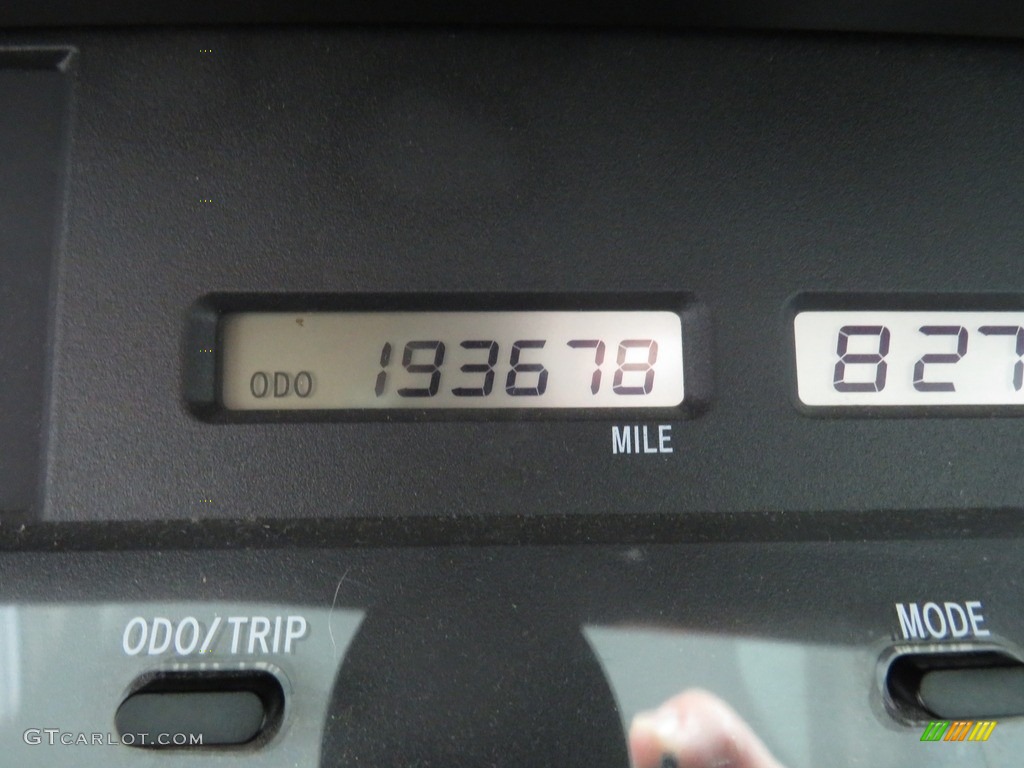 ODO 193678
827
MILE
ODO/TRIP
MODE
GTCARLOT.COM